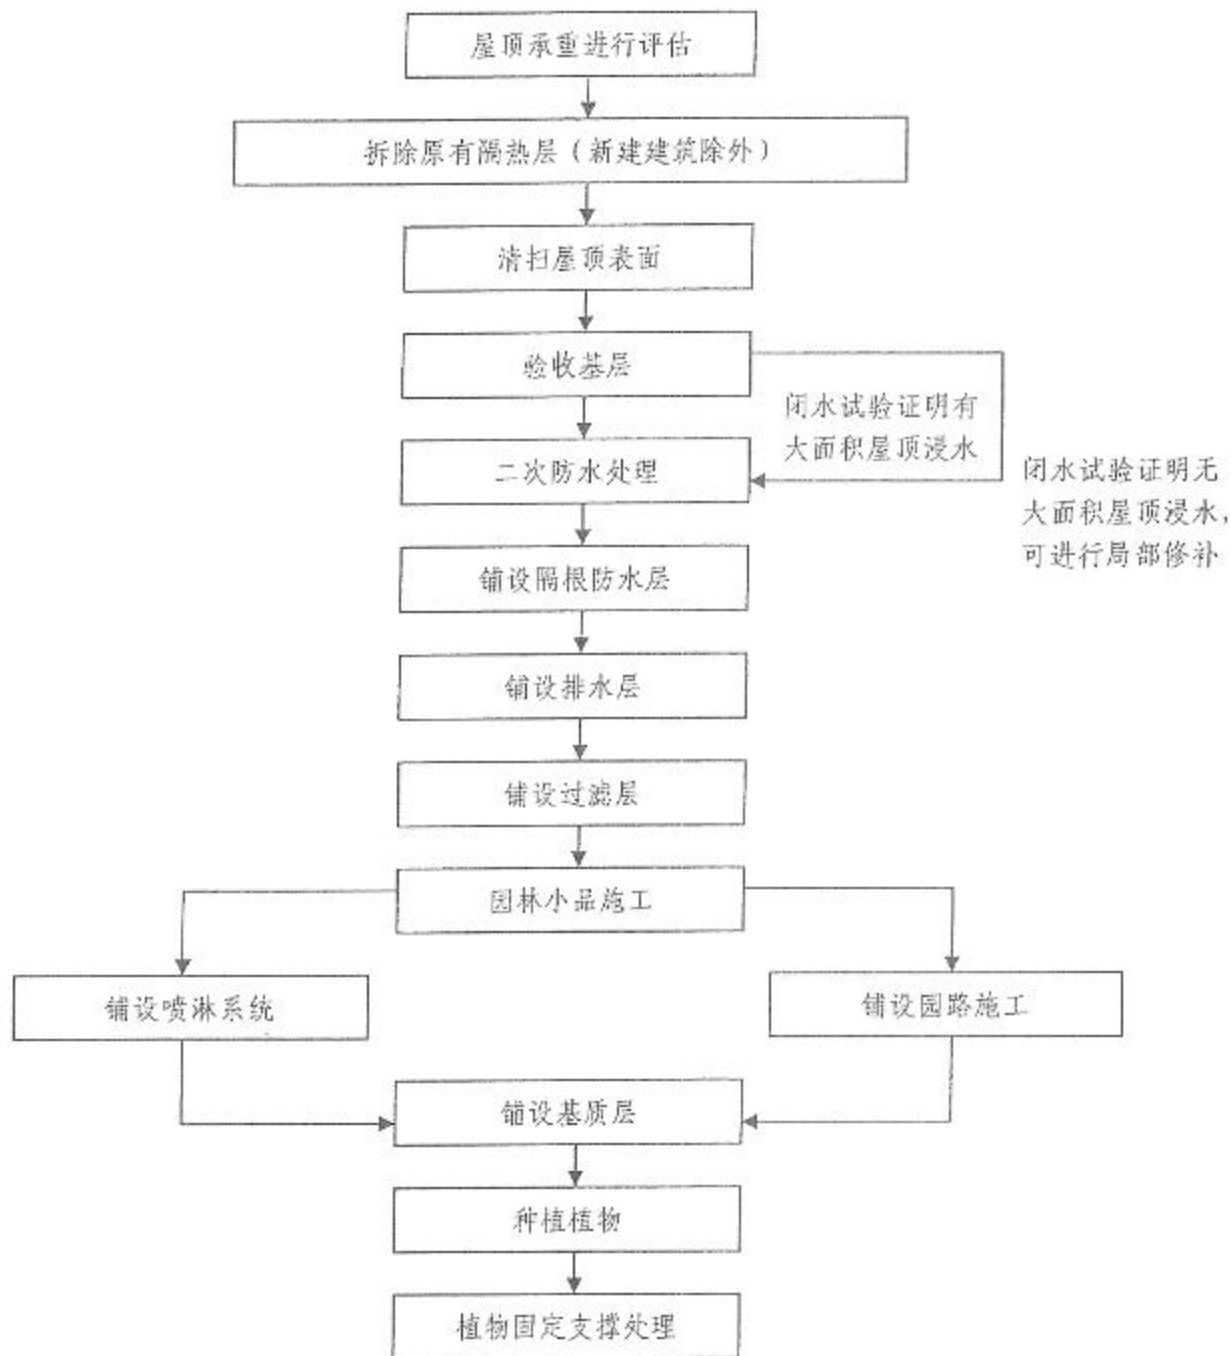 屋顶承重进行评估
拆除原有隔热层（新建建筑除外）
清扫屋顶表面
验收基层
闭水试验证明有
大面积屋顶浸水
二次防水处理
闭水试验证明无
大面积屋顶浸水，
可进行局部修补
铺设隔根防水层
铺设排水层
铺设过滤层
园林小品施工
铺设喷淋系统
铺设园路施工
铺设基质层
种植植物
植物固定支撑处理